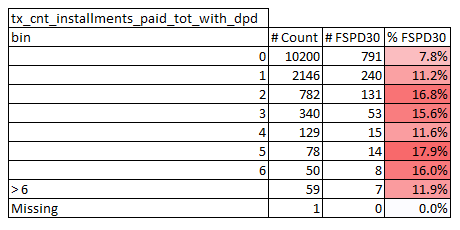 tx_cnt_installments_paid_tot_with_dpd
bin # Count # FSPD30 % FSPD30
0 10200 791 7.8%
1 2146 240 11.2%
2 782 131 16.8%
3 340 53 15.6%
4 129 15 11.6%
5 78 14 17.9%
6 50 8 16.0%
> 6 59 7 11.9%
Missing 1 0 0.0%